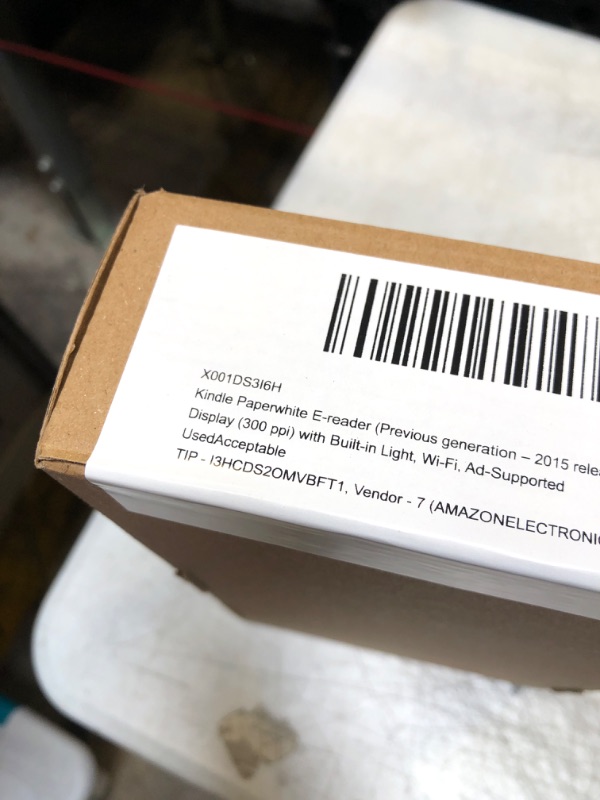 X001DS3I6H
Kindle Paperwhite E-reader (Previous generation – 2015 rele
Display (300 ppi) with Built-in Light, Wi-Fi, Ad-Supported
UsedAcceptable
TIP - I3HCDS2OMVBFT1, Vendor - 7 (AMAZONELECTRONIC